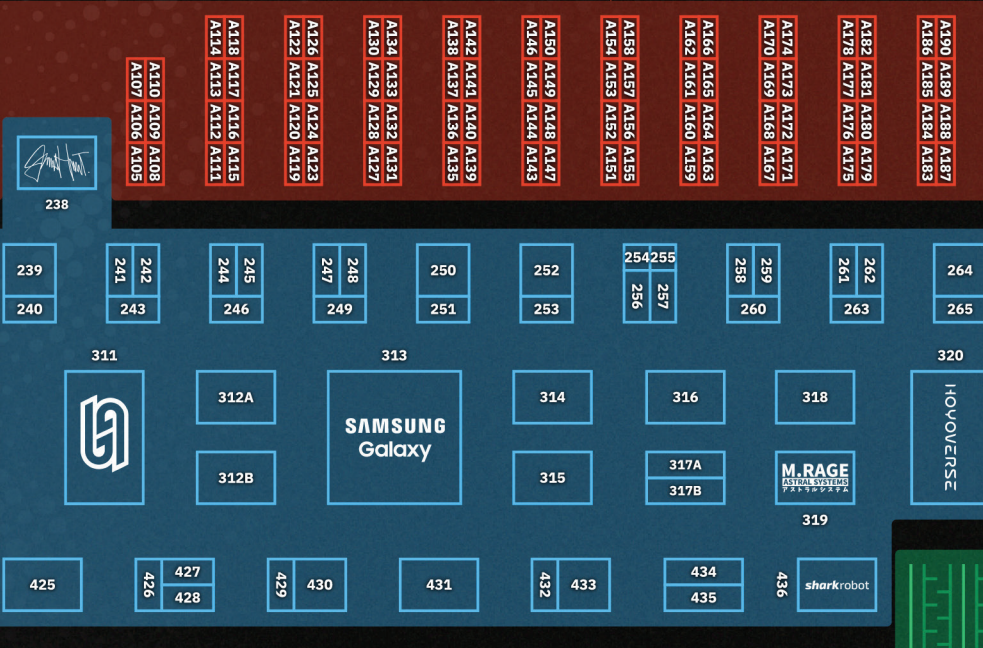 A107 A106 A105
A110 A109 A108
A114 A113 A112 A111
A118 A117 A116 A115
A122 A121 A120 A119
A126 A125 A124 A123
A130 A129 A128 A127
A134 A133 A132 A131
A138 A137 A136 A135
A142 A141 A140 A139
A146 A145 A144 A143
A150 A149 A148 A147
A154 A153 A152 A151
A158 A157 A156 A155
A162 A161 A160 A159
A166 A165 A164 A163
A170 A169 A168 A167
A174 A173 A172 A171
A178 A177 A176 A175
A182 A181 A180 A179
A186 A185 A184 A183
A190 A189 A188 A187
238
239
240
241
242
243
244
245
246
247
248
249
250
251
252
253
254
255
256
257
258
259
260
261
262
263
264
265
311
312A
312B
313
SAMSUNG
Galaxy
314
315
316
317A
317B
318
M.RAGE
ASTRAL SYSTEMS
アストラルシステム
319
320
HOYOVERSE
425
426
427
428
429
430
431
432
433
434
435
436
sharkrobot